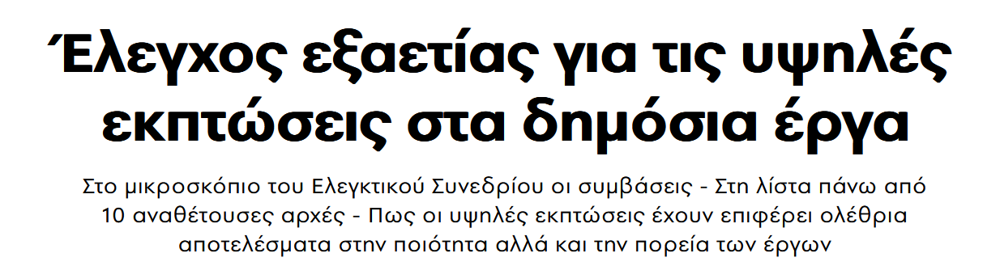 Έλεγχος εξαετίας για τις υψηλές
εκπτώσεις στα δημόσια έργα
Στο μικροσκόπιο του Ελεγκτικού Συνεδρίου οι συμβάσεις - Στη λίστα πάνω από
10 αναθέτουσες αρχές - Πως οι υψηλές εκπτώσεις έχουν επιφέρει ολέθρια
αποτελέσματα στην ποιότητα αλλά και την πορεία των έργων